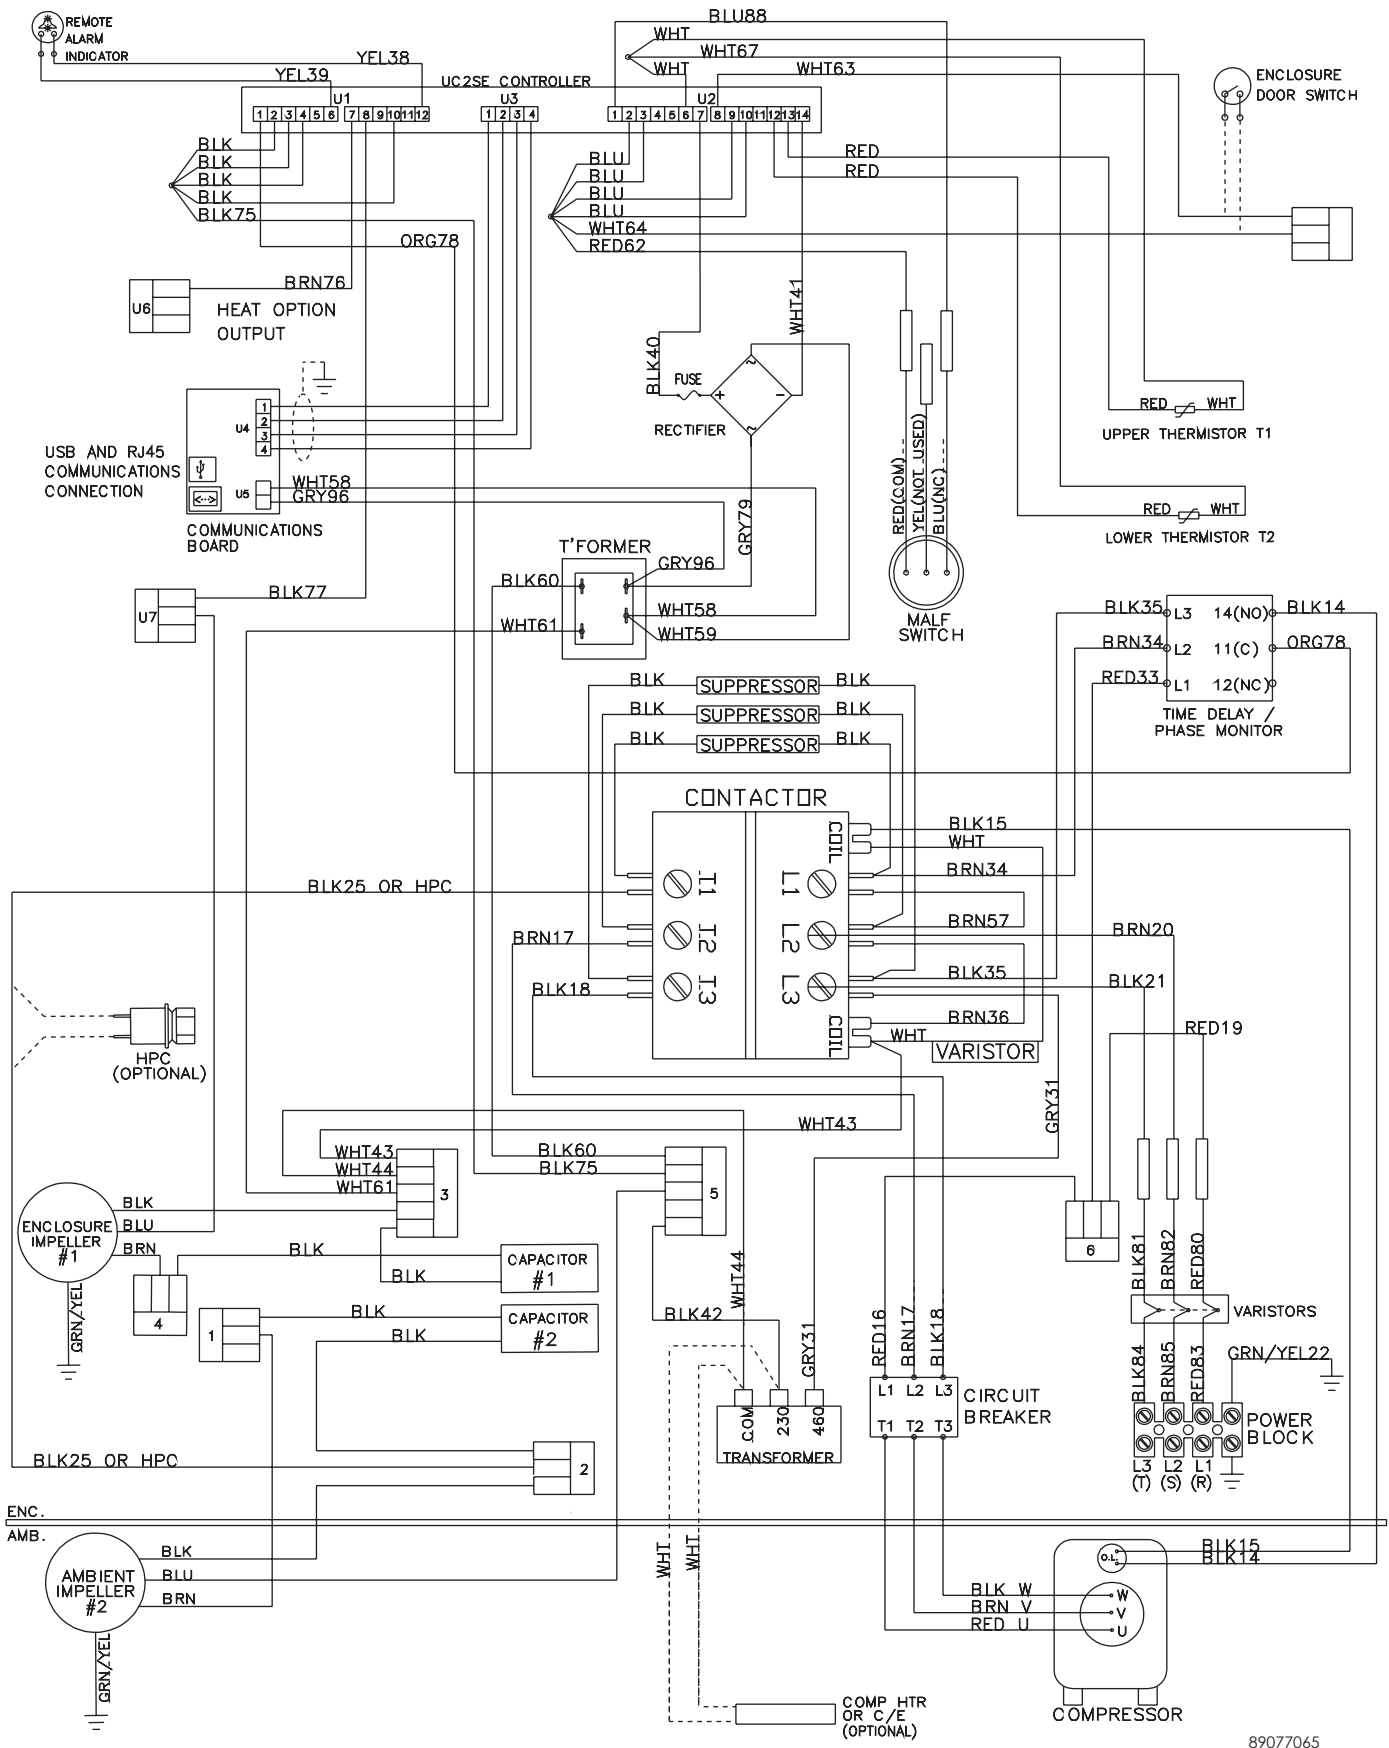 REMOTE
ALARM
INDICATOR
YEL38
YEL39
UC2SE CONTROLLER
U1
1 2 3 4 5 6 7 8 9 10 11 12
U3
1 2 3 4
U2
1 2 3 4 5 6 7 8 9 10 11 12 13 14
BLU88
WHT
WHT67
WHT
WHT63
ENCLOSURE
DOOR SWITCH
BLK
BLK
BLK
BLK
BLK75
ORG78
BLU
BLU
BLU
BLU
WHT64
RED62
RED
RED
BRN76
U6
HEAT OPTION
OUTPUT
BLK40
FUSE
WHT41
RECTIFIER
+
-
~
~
RED(COM)
YEL(NOT USED)
BLU(NC)
RED
WHT
UPPER THERMISTOR T1
RED
WHT
LOWER THERMISTOR T2
USB AND RJ45
COMMUNICATIONS
CONNECTION
U4
1
2
3
4
U5
WHT58
GRY96
COMMUNICATIONS
BOARD
GRY79
T'FORMER
GRY96
BLK60
WHT58
WHT61
WHT59
BLK77
U7
MALF
SWITCH
BLK35
L3
14(NO)
BLK14
BRN34
L2
11(C)
ORG78
RED33
L1
12(NC)
TIME DELAY /
PHASE MONITOR
BLK
SUPPRESSOR
BLK
BLK
SUPPRESSOR
BLK
BLK
SUPPRESSOR
BLK
CONTACTOR
COIL
BLK15
WHT
T1
L1
BRN34
BLK25 OR HPC
BRN57
T2
L2
BRN17
BRN20
BLK35
BLK21
T3
L3
BLK18
COIL
BRN36
WHT
VARISTOR
RED19
HPC
(OPTIONAL)
GRY31
WHT43
WHT43
WHT44
WHT61
3
BLK60
BLK75
5
ENCLOSURE
IMPELLER
#1
BLK
BLU
BRN
GRN/YEL
4
BLK
CAPACITOR
#1
BLK
1
BLK
CAPACITOR
#2
BLK
WHT44
BLK42
GRY31
RED16
BRN17
BLK18
6
BLK81
BRN82
RED80
VARISTORS
BLK84
BRN85
RED83
GRN/YEL22
L1 L2 L3
CIRCUIT
BREAKER
T1 T2 T3
COM
230
460
TRANSFORMER
POWER
BLOCK
L3
(T)
L2
(S)
L1
(R)
BLK25 OR HPC
2
ENC.
AMB.
AMBIENT
IMPELLER
#2
BLK
BLU
BRN
GRN/YEL
WHT
WHT
O.L.
BLK15
BLK14
BLK W
BRN V
RED U
W
V
U
COMP HTR
OR C/E
(OPTIONAL)
COMPRESSOR
89077065